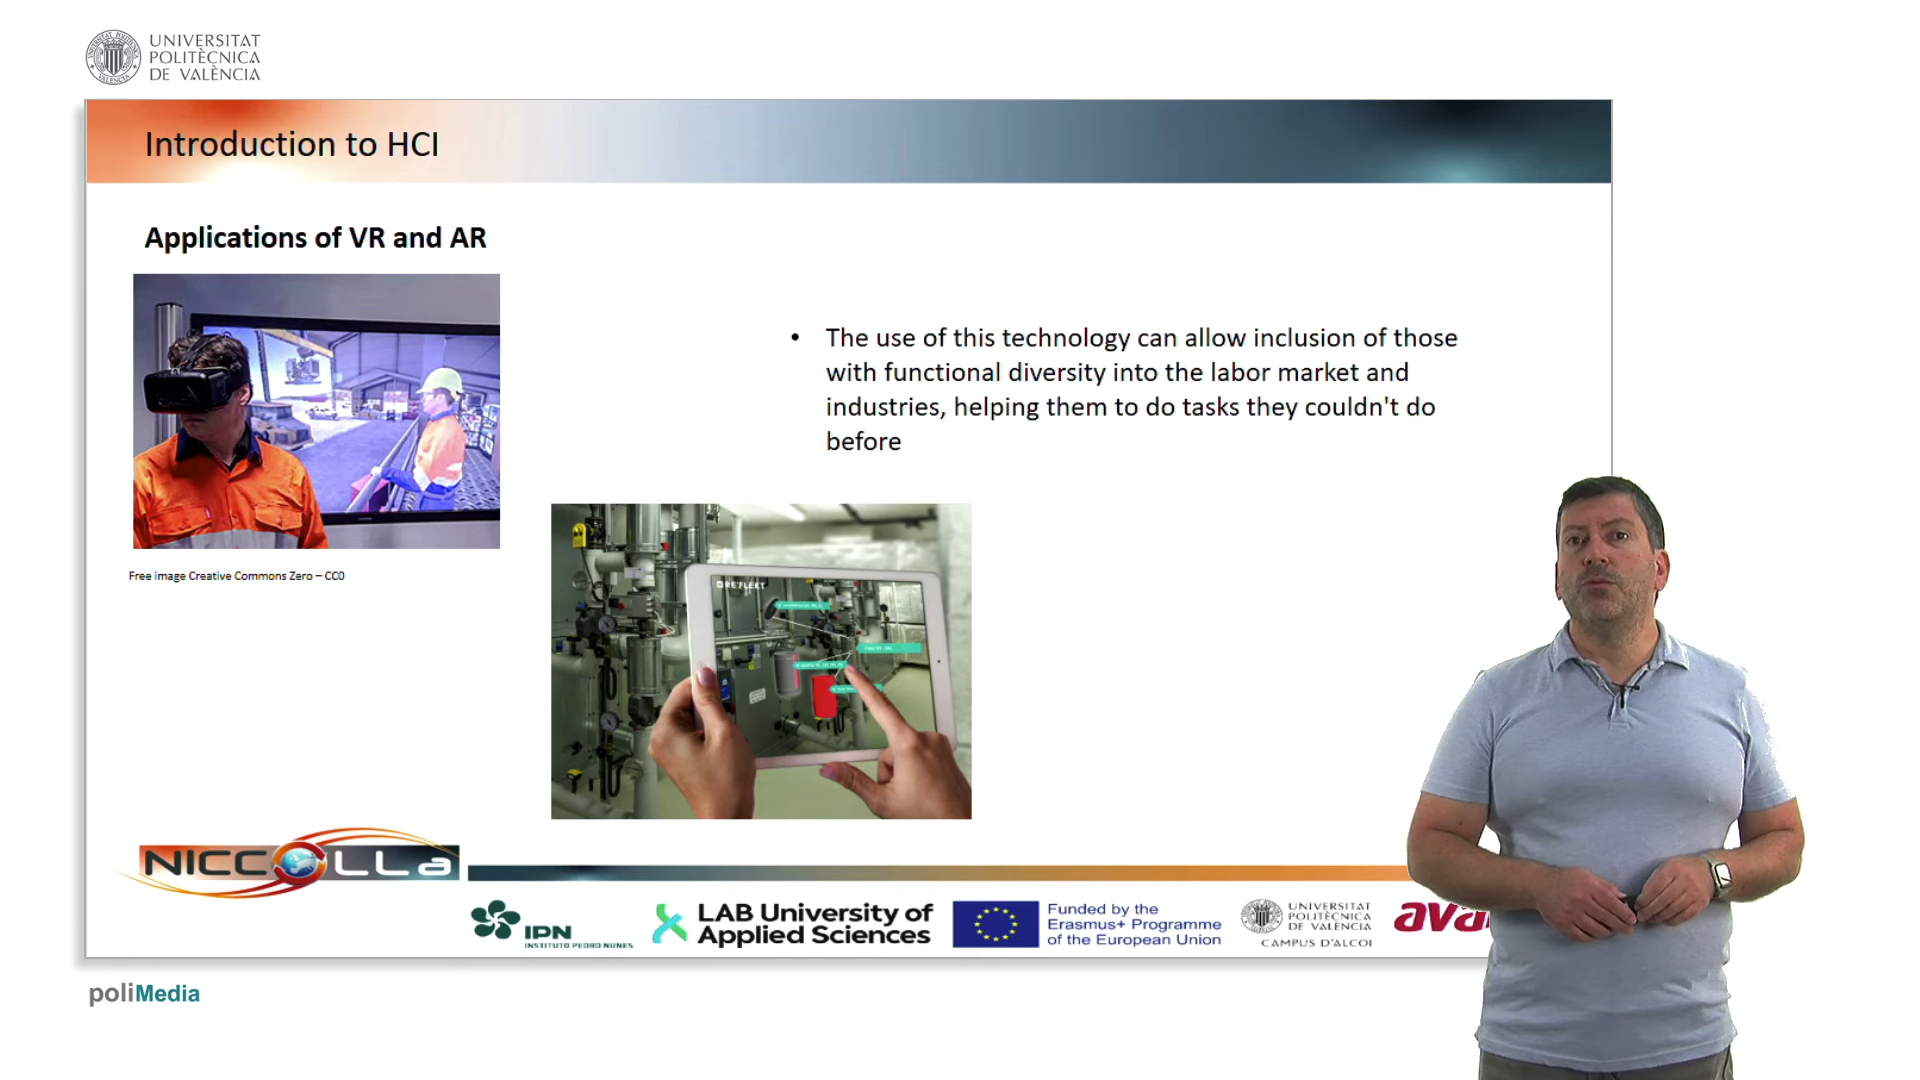 UNIVERSITAT
POLITÈCNICA
DE VALÈNCIA
Introduction to HCI
Applications of VR and AR
• The use of this technology can allow inclusion of those
with functional diversity into the labor market and
industries, helping them to do tasks they couldn't do
before
Free image Creative Commons Zero – CC0
RE'FLEKT
NICCOLLa
IPN
INSTITUTO PEDRO NUNES
LAB University of
Applied Sciences
Funded by the
Erasmus+ Programme
of the European Union
UNIVERSITAT
POLITÈCNICA
DE VALÈNCIA
CAMPUS D'ALCOI
poliMedia